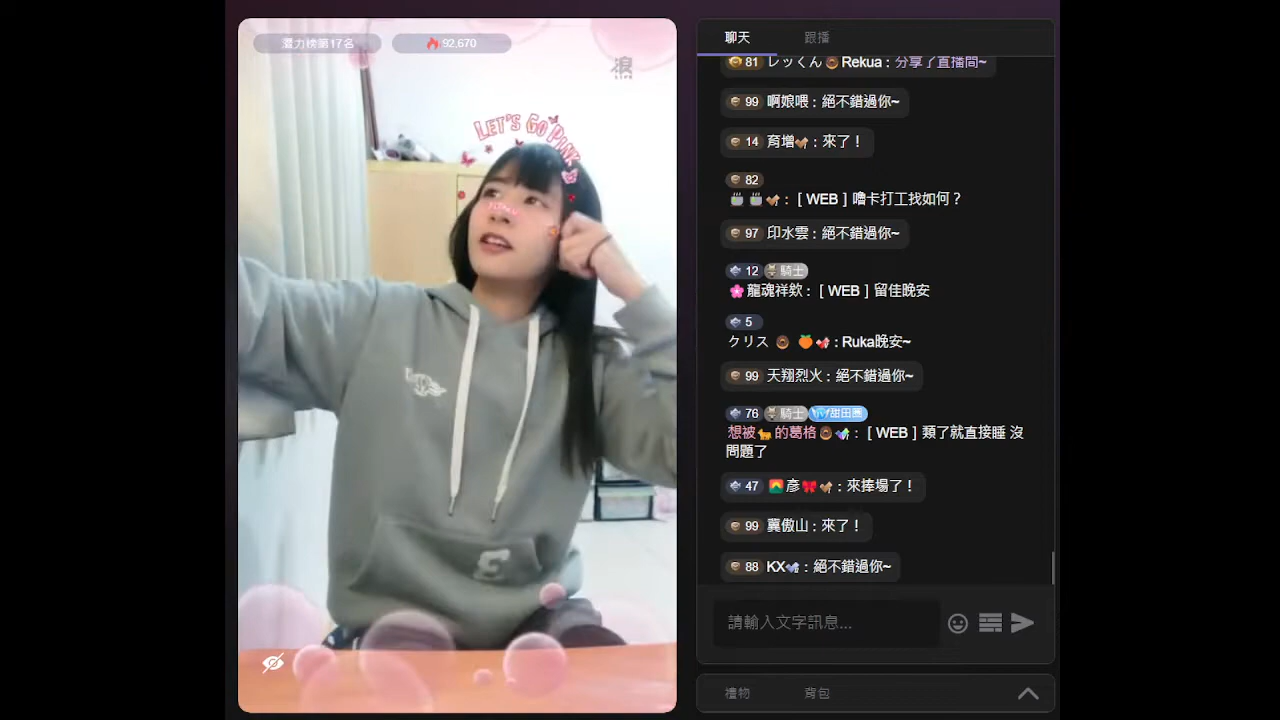 潛力榜第17名
92,670
浪
LIVE
LET'S GO PINK
聊天
跟播
81 レッくん Rekua : 分享了直播間~
99 啊娘喂 : 絕不錯過你~
14 育增 : 來了！
82
: [ WEB ] 嚕卡打工找如何？
97 印水雲 : 絕不錯過你~
12 騎士
龍魂祥欸 : [ WEB ] 留佳晚安
5
クリス : Ruka晚安~
99 天翔烈火 : 絕不錯過你~
76 騎士 甜田圈
想被 的葛格 : [ WEB ] 類了就直接睡 沒
問題了
47 彥 : 來捧場了！
99 冀傲山 : 來了！
88 KX : 絕不錯過你~
請輸入文字訊息...
禮物
背包